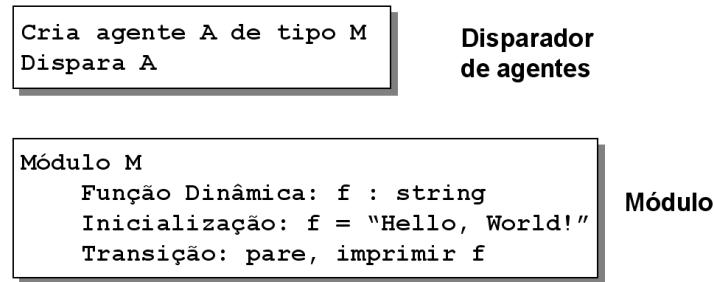 Cria agente A de tipo M
Dispara A
Disparador
de agentes
Módulo M
Função Dinâmica: f : string
Inicialização: f = “Hello, World!”
Transição: pare, imprimir f
Módulo